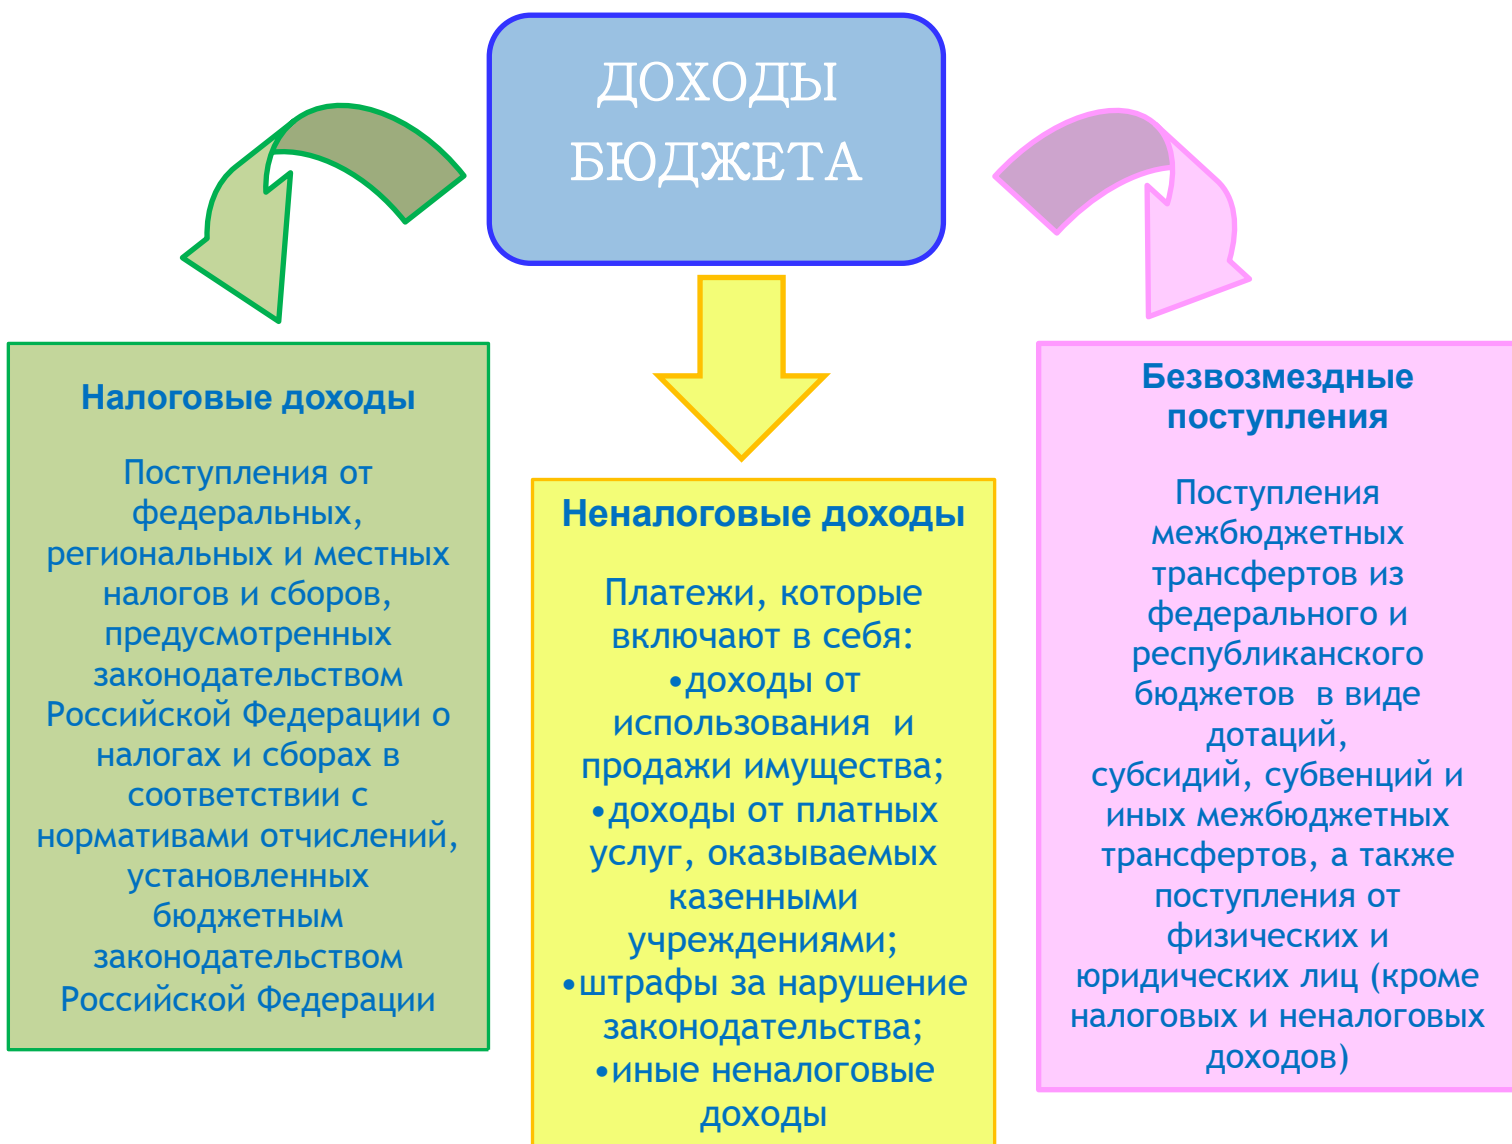 ДОХОДЫ
БЮДЖЕТА
Налоговые доходы
Поступления от
федеральных,
региональных и местных
налогов и сборов,
предусмотренных
законодательством
Российской Федерации о
налогах и сборах в
соответствии с
нормативами отчислений,
установленных
бюджетным
законодательством
Российской Федерации
Неналоговые доходы
Платежи, которые
включают в себя:
•доходы от
использования и
продажи имущества;
•доходы от платных
услуг, оказываемых
казенными
учреждениями;
•штрафы за нарушение
законодательства;
•иные неналоговые
доходы
Безвозмездные
поступления
Поступления
межбюджетных
трансфертов из
федерального и
республиканского
бюджетов в виде
дотаций,
субсидий, субвенций и
иных межбюджетных
трансфертов, а также
поступления от
физических и
юридических лиц (кроме
налоговых и неналоговых
доходов)